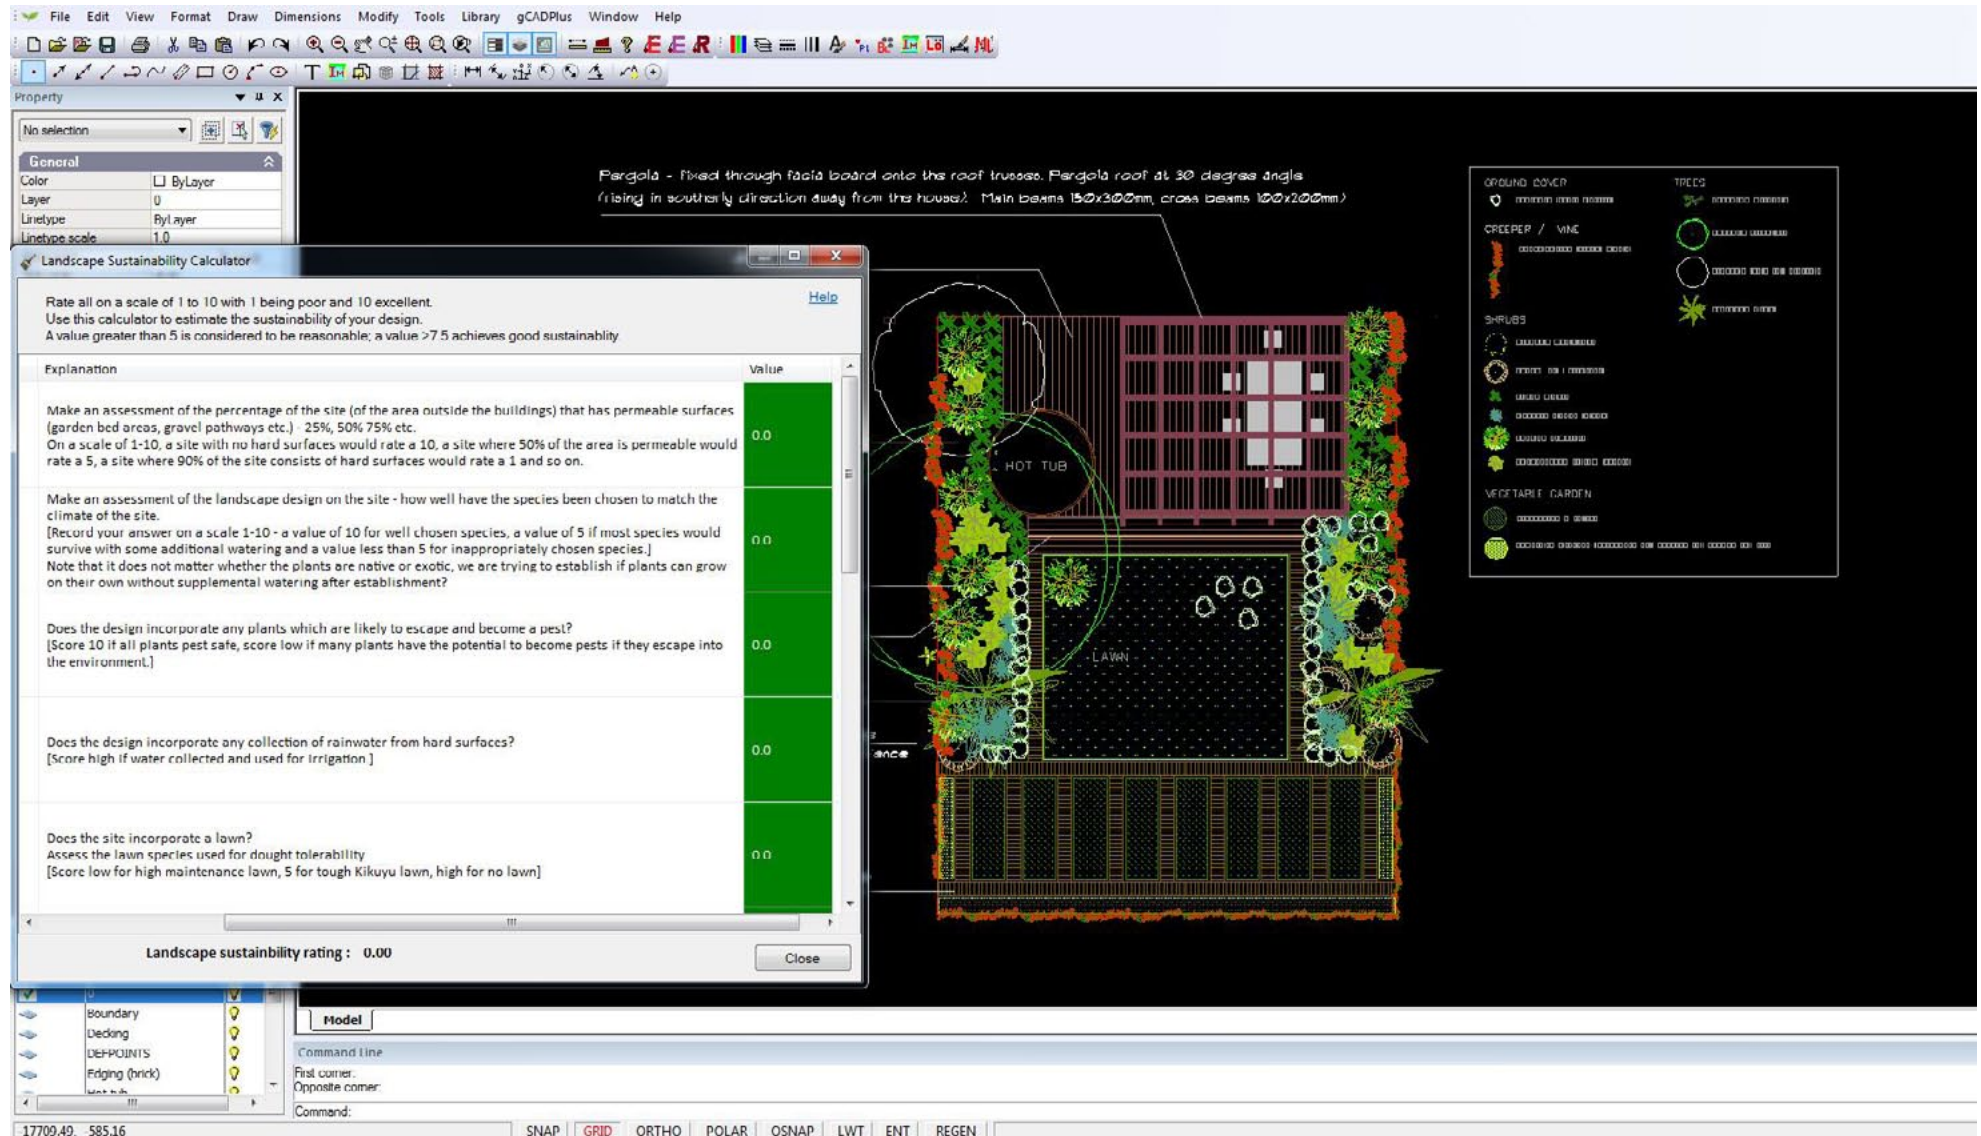 File Edit View Format Draw Dimensions Modify Tools Library gCADPlus Window Help
Property
No selection
General
Color ByLayer
Layer 0
Linetype ByLayer
Linetype scale 1.0
Landscape Sustainability Calculator
Rate all on a scale of 1 to 10 with 1 being poor and 10 excellent.
Use this calculator to estimate the sustainability of your design.
A value greater than 5 is considered to be reasonable; a value >7.5 achieves good sustainablity
Help
Explanation Value
Make an assessment of the percentage of the site (of the area outside the buildings) that has permeable surfaces
(garden bed areas, gravel pathways etc.) - 25%, 50% 75% etc.
On a scale of 1-10, a site with no hard surfaces would rate a 10, a site where 50% of the area is permeable would
rate a 5, a site where 90% of the site consists of hard surfaces would rate a 1 and so on.
0.0
Make an assessment of the landscape design on the site - how well have the species been chosen to match the
climate of the site.
[Record your answer on a scale 1-10 - a value of 10 for well chosen species, a value of 5 if most species would
survive with some additional watering and a value less than 5 for inappropriately chosen species.]
Note that it does not matter whether the plants are native or exotic, we are trying to establish if plants can grow
on their own without supplemental watering after establishment?
0.0
Does the design incorporate any plants which are likely to escape and become a pest?
[Score 10 if all plants pest safe, score low if many plants have the potential to become pests if they escape into
the environment.]
0.0
Does the design incorporate any collection of rainwater from hard surfaces?
[Score high if water collected and used for irrigation ]
0.0
Does the site incorporate a lawn?
Assess the lawn species used for dought tolerability
[Score low for high maintenance lawn, 5 for tough Kikuyu lawn, high for no lawn]
0.0
Landscape sustainbility rating : 0.00
Close
0
Boundary
Decking
DEFPOINTS
Edging (brick)
Hot tub
Pergola - fixed through facia board onto the roof trusses. Pergola roof at 30 degree angle
(rising in southerly direction away from the house). Main beams 150x300mm, cross beams 100x200mm)
HOT TUB
LAWN
ance
GROUND COVER
CREEPER / VINE
SHRUBS
VEGETABLE GARDEN
TREES
Model
Command Line
First corner:
Opposite corner:
Command:
-17709.49, -585.16
SNAP GRID ORTHO POLAR OSNAP LWT ENT REGEN